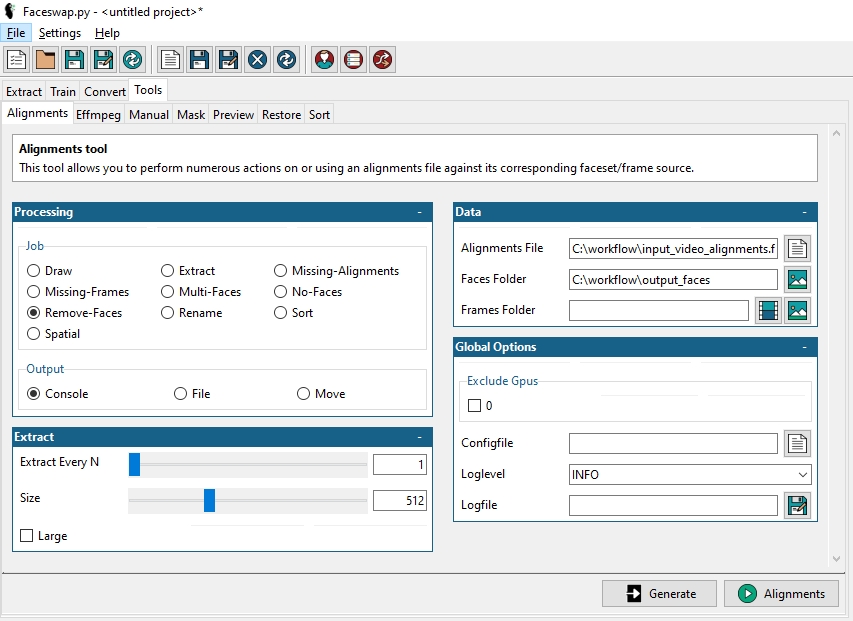 Faceswap.py - <untitled project>*
File Settings Help
Extract Train Convert Tools
Alignments Effmpeg Manual Mask Preview Restore Sort
Alignments tool
This tool allows you to perform numerous actions on or using an alignments file against its corresponding faceset/frame source.
Processing -
Job
Draw Extract Missing-Alignments
Missing-Frames Multi-Faces No-Faces
Remove-Faces Rename Sort
Spatial
Output
Console File Move
Extract -
Extract Every N 1
Size 512
Large
Data -
Alignments File C:\workflow\input_video_alignments.f
Faces Folder C:\workflow\output_faces
Frames Folder
Global Options -
Exclude Gpus
0
Configfile
Loglevel INFO
Logfile
Generate Alignments